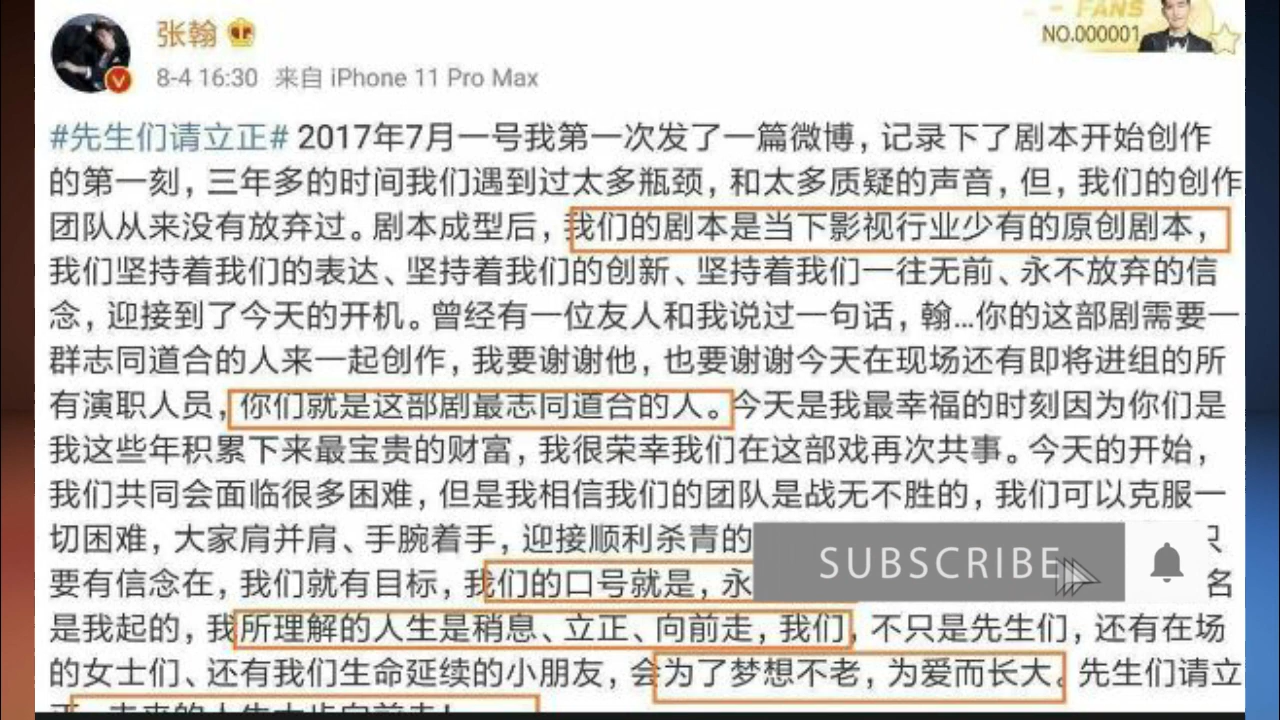 张翰
FANS
NO.000001
8-4 16:30 来自 iPhone 11 Pro Max
#先生们请立正# 2017年7月一号我第一次发了一篇微博，记录下了剧本开始创作
的第一刻，三年多的时间我们遇到过太多瓶颈，和太多质疑的声音，但，我们的创作
团队从来没有放弃过。剧本成型后，我们的剧本是当下影视行业少有的原创剧本，
我们坚持着我们的表达、坚持着我们的创新、坚持着我们一往无前、永不放弃的信
念，迎接到了今天的开机。曾经有一位友人和我说过一句话，翰...你的这部剧需要一
群志同道合的人来一起创作，我要谢谢他，也要谢谢今天在现场还有即将进组的所
有演职人员，你们就是这部剧最志同道合的人。今天是我最幸福的时刻因为你们是
我这些年积累下来最宝贵的财富，我很荣幸我们在这部戏再次共事。今天的开始，
我们共同会面临很多困难，但是我相信我们的团队是战无不胜的，我们可以克服一
切困难，大家肩并肩、手腕着手，迎接顺利杀青的
SUBSCRIBE
要有信念在，我们就有目标，我们的口号就是，永 名
是我起的，我所理解的人生是稍息、立正、向前走，我们，不只是先生们，还有在场
的女士们、还有我们生命延续的小朋友，会为了梦想不老，为爱而长大。先生们请立